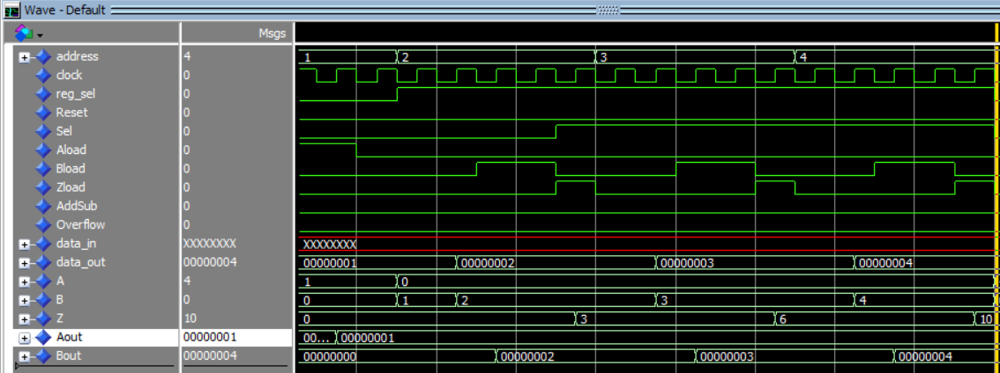 Wave - Default
Msgs
address 4 1 2 3 4
clock 0
reg_sel 0
Reset 0
Sel 0
Aload 0
Bload 0
Zload 0
AddSub 0
Overflow 0
data_in XXXXXXXX XXXXXXXX
data_out 00000004 00000001 00000002 00000003 00000004
A 4 1 0
B 0 0 1 2 3 4
Z 10 0 3 6 10
Aout 00000001 00... 00000001
Bout 00000004 00000000 00000002 00000003 00000004